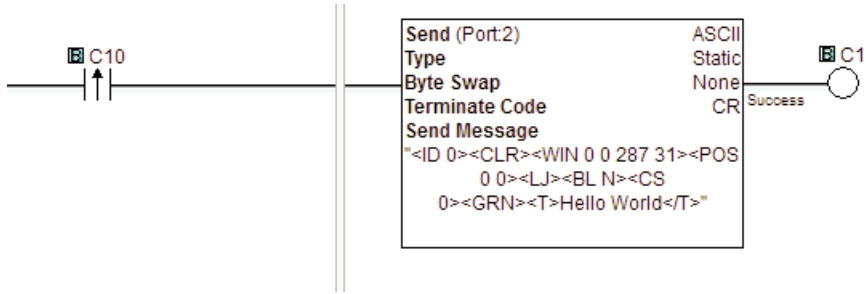 B C10
Send (Port:2) ASCII
Type Static
Byte Swap None
Terminate Code CR
Send Message
"<ID 0><CLR><WIN 0 0 287 31><POS
0 0><LJ><BL N><CS
0><GRN><T>Hello World</T>"
B C1
Success